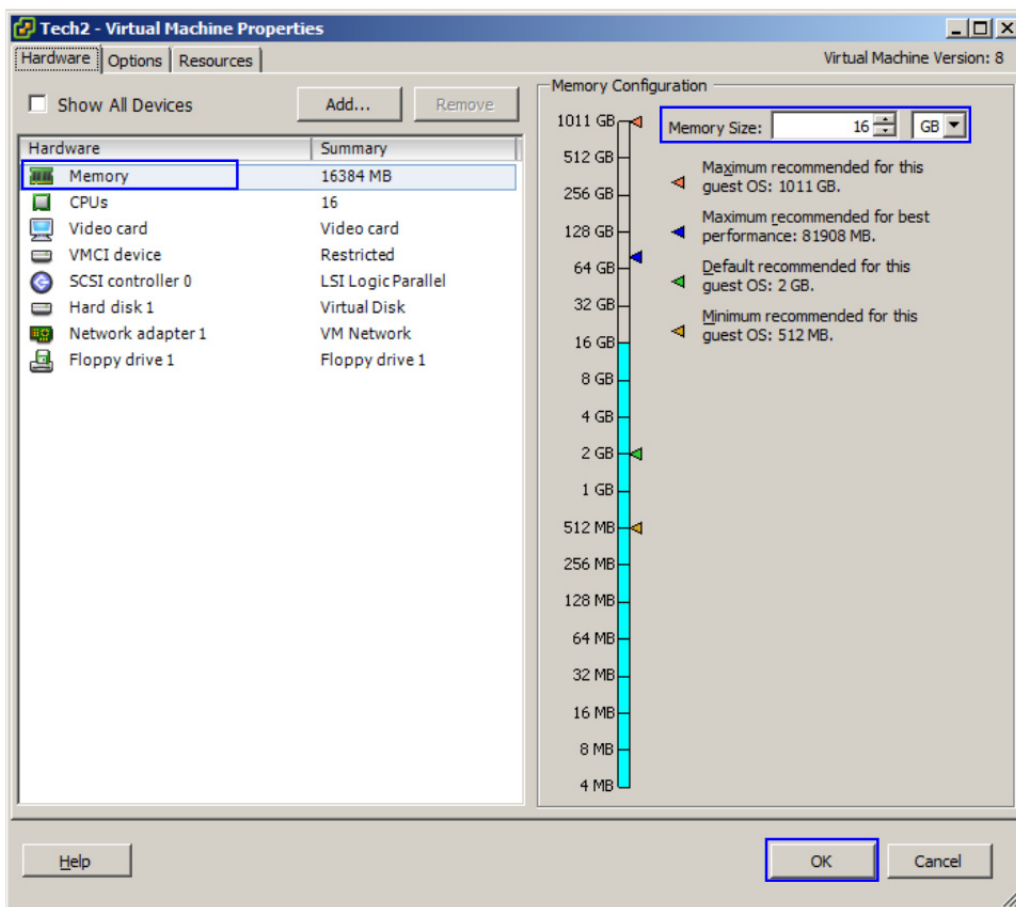 Tech2 - Virtual Machine Properties
Hardware Options Resources
Virtual Machine Version: 8
Show All Devices
Add...
Remove
Hardware Summary
Memory 16384 MB
CPUs 16
Video card Video card
VMCI device Restricted
SCSI controller 0 LSI Logic Parallel
Hard disk 1 Virtual Disk
Network adapter 1 VM Network
Floppy drive 1 Floppy drive 1
Memory Configuration
1011 GB
512 GB
256 GB
128 GB
64 GB
32 GB
16 GB
8 GB
4 GB
2 GB
1 GB
512 MB
256 MB
128 MB
64 MB
32 MB
16 MB
8 MB
4 MB
Memory Size: 16 GB
Maximum recommended for this
guest OS: 1011 GB.
Maximum recommended for best
performance: 81908 MB.
Default recommended for this
guest OS: 2 GB.
Minimum recommended for this
guest OS: 512 MB.
Help
OK
Cancel